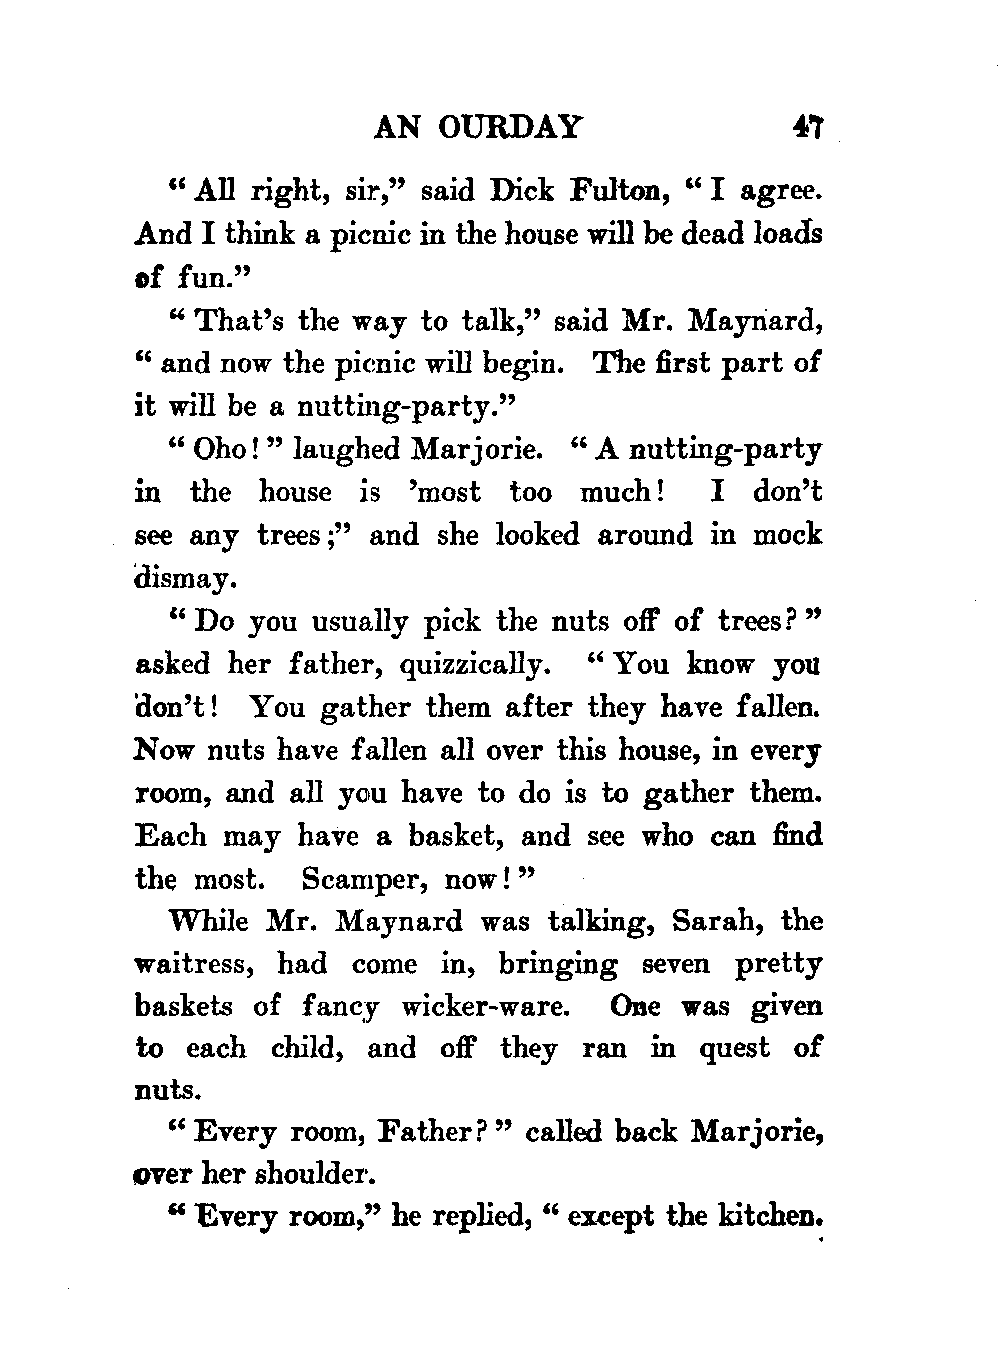 AN OURDAY 47
“ All right, sir,” said Dick Fulton, “ I agree.
And I think a picnic in the house will be dead loads
of fun.”
“ That’s the way to talk,” said Mr. Maynard,
“ and now the picnic will begin. The first part of
it will be a nutting-party.”
“ Oho! ” laughed Marjorie. “ A nutting-party
in the house is ’most too much! I don’t
see any trees;” and she looked around in mock
dismay.
“ Do you usually pick the nuts off of trees? ”
asked her father, quizzically. “ You know you
don’t! You gather them after they have fallen.
Now nuts have fallen all over this house, in every
room, and all you have to do is to gather them.
Each may have a basket, and see who can find
the most. Scamper, now! ”
While Mr. Maynard was talking, Sarah, the
waitress, had come in, bringing seven pretty
baskets of fancy wicker-ware. One was given
to each child, and off they ran in quest of
nuts.
“ Every room, Father? ” called back Marjorie,
over her shoulder.
“ Every room,” he replied, “ except the kitchen.